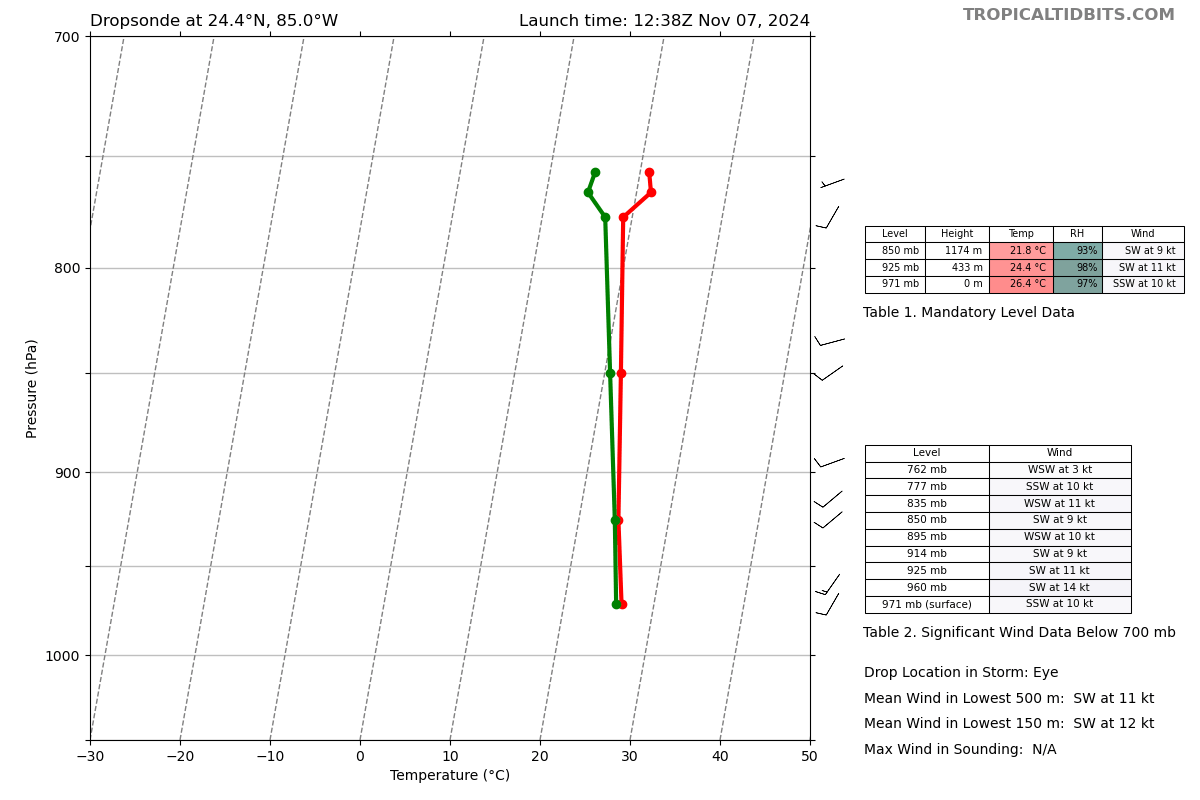 Dropsonde at 24.4°N, 85.0°W
Launch time: 12:38Z Nov 07, 2024
TROPICALTIDBITS.COM
700
800
900
1000
Pressure (hPa)
−30 −20 −10 0 10 20 30 40 50
Temperature (°C)
Level Height Temp RH Wind
850 mb 1174 m 21.8 °C 93% SW at 9 kt
925 mb 433 m 24.4 °C 98% SW at 11 kt
971 mb 0 m 26.4 °C 97% SSW at 10 kt
Table 1. Mandatory Level Data
Level Wind
762 mb WSW at 3 kt
777 mb SSW at 10 kt
835 mb WSW at 11 kt
850 mb SW at 9 kt
895 mb WSW at 10 kt
914 mb SW at 9 kt
925 mb SW at 11 kt
960 mb SW at 14 kt
971 mb (surface) SSW at 10 kt
Table 2. Significant Wind Data Below 700 mb
Drop Location in Storm: Eye
Mean Wind in Lowest 500 m: SW at 11 kt
Mean Wind in Lowest 150 m: SW at 12 kt
Max Wind in Sounding: N/A